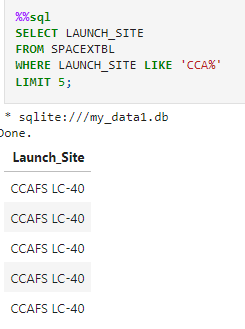 %%sql
SELECT LAUNCH_SITE
FROM SPACEXTBL
WHERE LAUNCH_SITE LIKE 'CCA%'
LIMIT 5;
* sqlite:///my_data1.db
Done.
Launch_Site
CCAFS LC-40
CCAFS LC-40
CCAFS LC-40
CCAFS LC-40
CCAFS LC-40